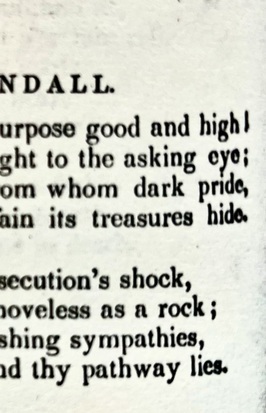 NDALL.
urpose good and high!
ght to the asking eye;
om whom dark pride,
ain its treasures hide.
secution's shock,
noveless as a rock;
shing sympathies,
nd thy pathway lies.